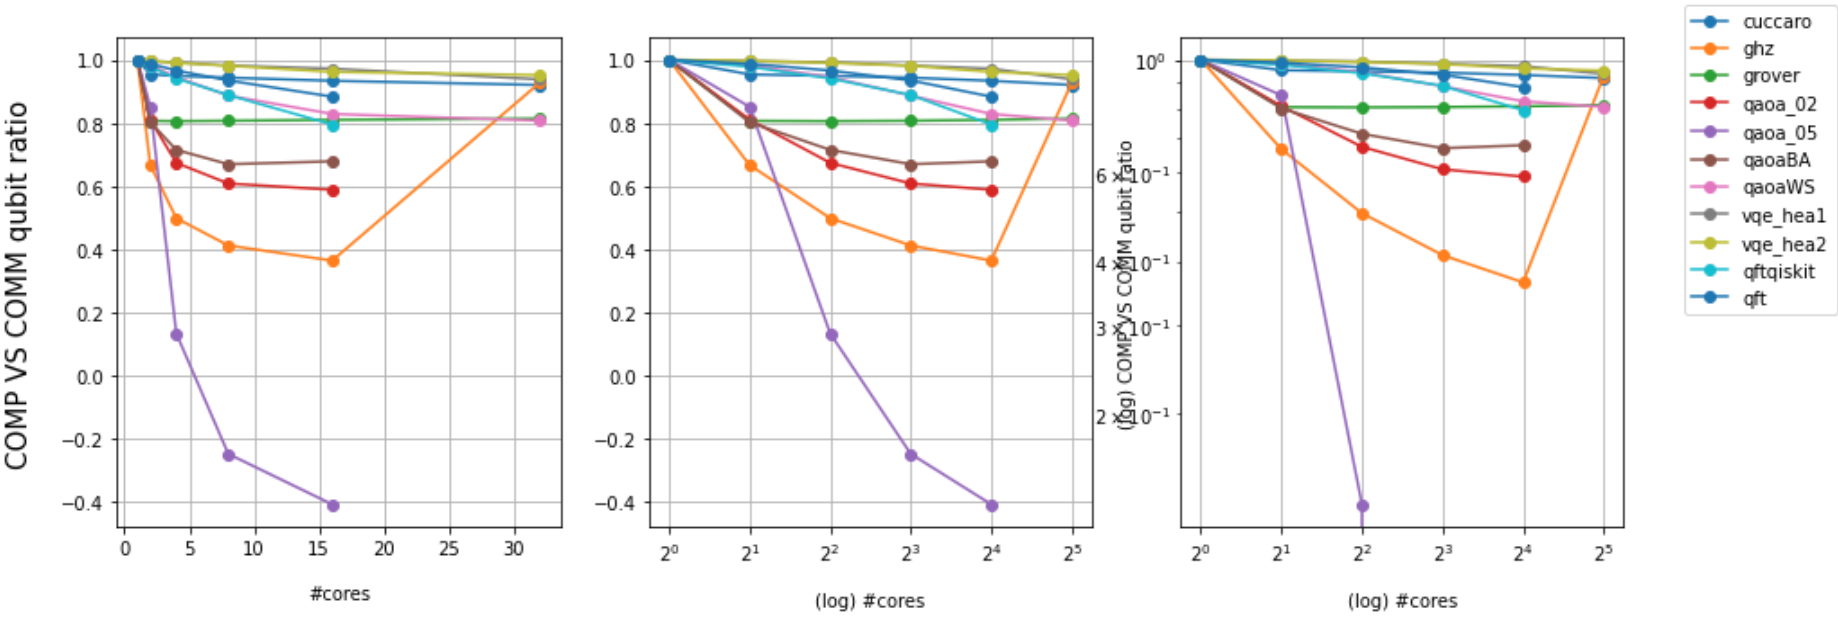 COMP VS COMM qubit ratio
1.0
0.8
0.6
0.4
0.2
0.0
−0.2
−0.4
0 5 10 15 20 25 30
#cores
1.0
0.8
0.6
0.4
0.2
0.0
−0.2
−0.4
2⁰ 2¹ 2² 2³ 2⁴ 2⁵
(log) #cores
(log) COMP VS COMM qubit ratio
10⁰
6 × 10⁻¹
4 × 10⁻¹
3 × 10⁻¹
2 × 10⁻¹
2⁰ 2¹ 2² 2³ 2⁴ 2⁵
(log) #cores
cuccaro
ghz
grover
qaoa_02
qaoa_05
qaoaBA
qaoaWS
vqe_hea1
vqe_hea2
qftqiskit
qft